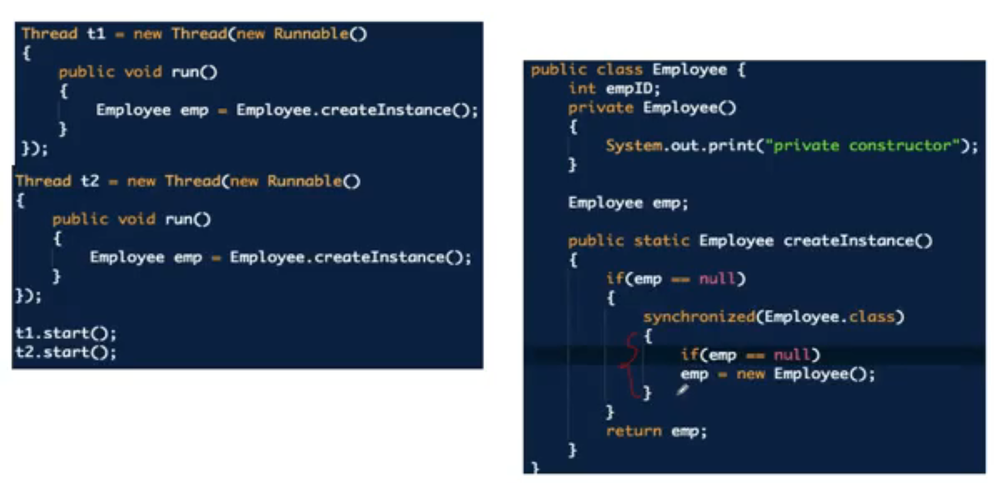 Thread t1 = new Thread(new Runnable()
{
public void run()
{
Employee emp = Employee.createInstance();
}
});
Thread t2 = new Thread(new Runnable()
{
public void run()
{
Employee emp = Employee.createInstance();
}
});
t1.start();
t2.start();
public class Employee {
int empID;
private Employee()
{
System.out.print("private constructor");
}
Employee emp;
public static Employee createInstance()
{
if(emp == null)
{
synchronized(Employee.class)
{
if(emp == null)
emp = new Employee();
}
}
return emp;
}
}